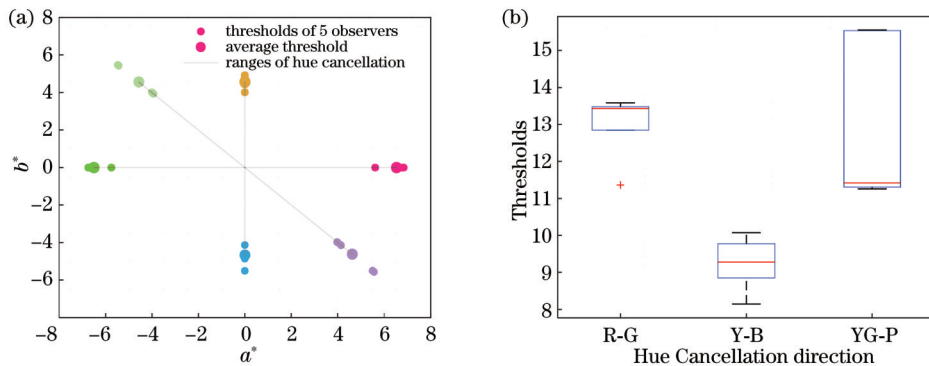 (a)
thresholds of 5 observers
average threshold
ranges of hue cancellation
8
6
4
2
0
−2
−4
−6
b*
−8 −6 −4 −2 0 2 4 6 8
a*
(b)
15
14
13
12
11
10
9
8
Thresholds
R-G Y-B YG-P
Hue Cancellation direction